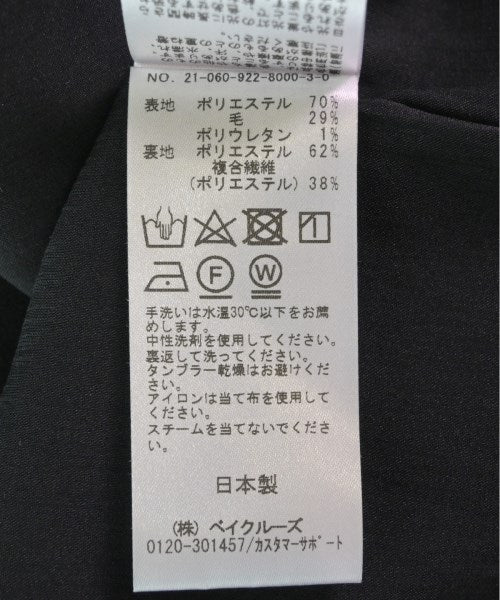 NO. 21-060-922-8000-3-0
表地 ポリエステル 70%
毛 29%
ポリウレタン 1%
裏地 ポリエステル 62%
複合繊維
(ポリエステル) 38%
F
W
手洗いは水温30℃以下をお薦
めします。
中性洗剤を使用してください。
裏返して洗ってください。
タンブラー乾燥はお避けくだ
さい。
アイロンは当て布を使用して
ください。
スチームを当てないでくださ
い。
日本製
(株) ベイクルーズ
0120-301457/カスタマーサポート